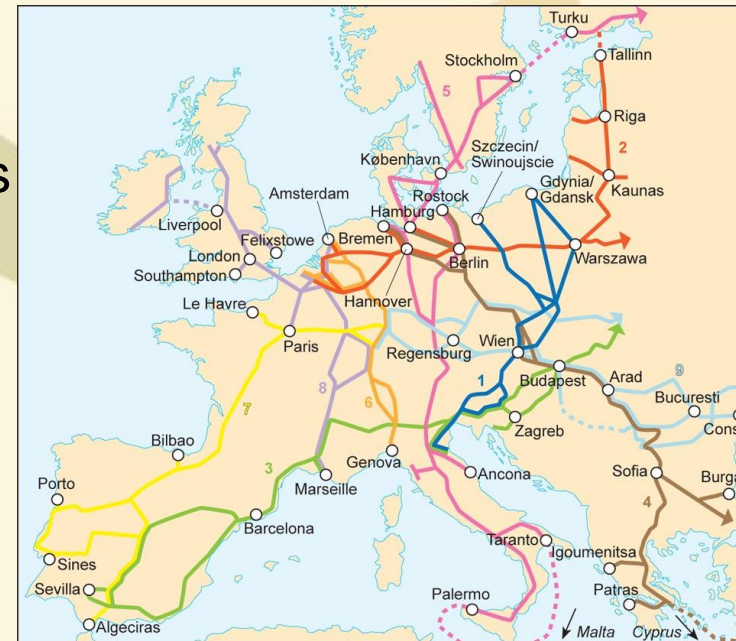 s
Turku
Tallinn
Stockholm
5
Riga
2
Szczecin/
Swinoujscie
København
Gdynia/
Gdansk
Kaunas
Rostock
Amsterdam
Hamburg
Liverpool
Felixstowe
Bremen
London
Berlin
Warszawa
Southampton
Hannover
Le Havre
Paris
Regensburg
Wien
1
Budapest
Arad
9
8
6
7
Bucuresti
Cons
Zagreb
Bilbao
3
Genova
Marseille
Ancona
Sofia
Burga
4
Porto
Barcelona
Sines
Taranto
Igoumenitsa
Sevilla
Palermo
Patras
Algeciras
Malta
Cyprus